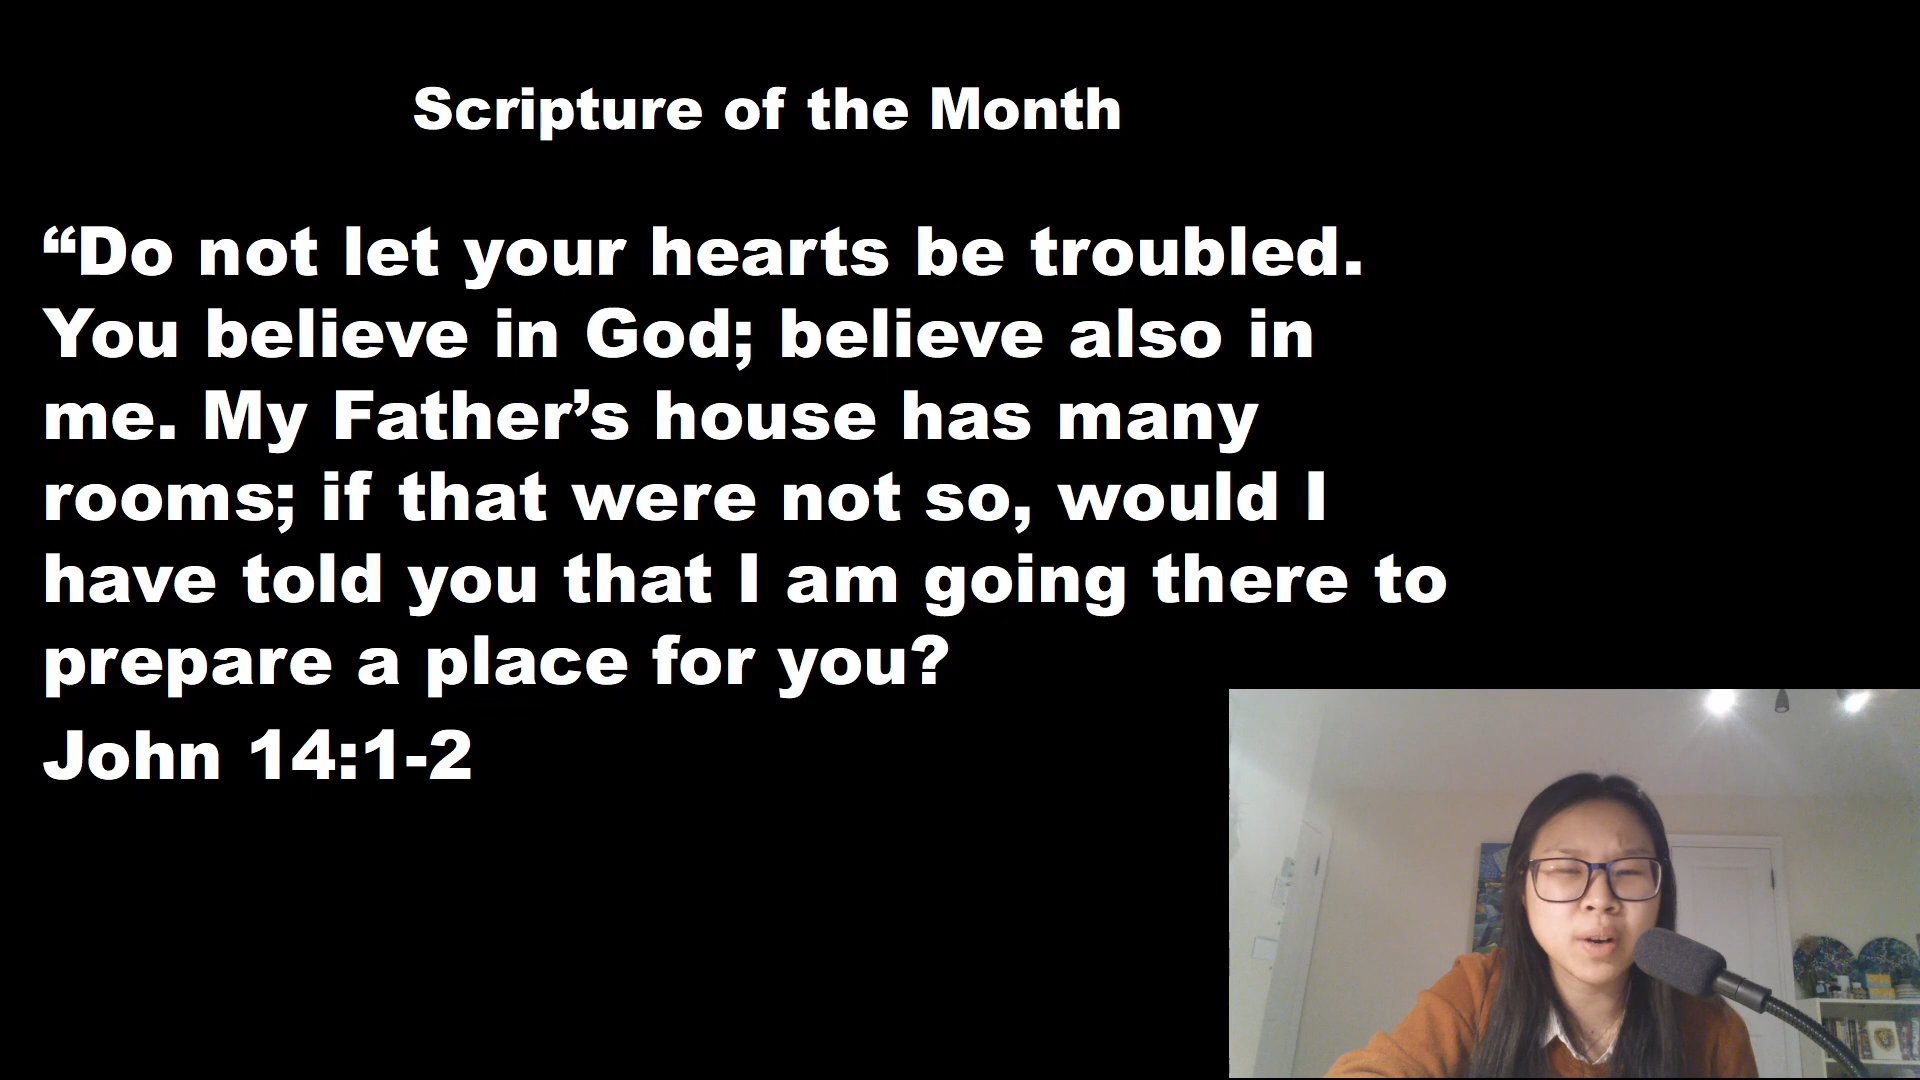 Scripture of the Month
“Do not let your hearts be troubled.
You believe in God; believe also in
me. My Father’s house has many
rooms; if that were not so, would I
have told you that I am going there to
prepare a place for you?
John 14:1-2